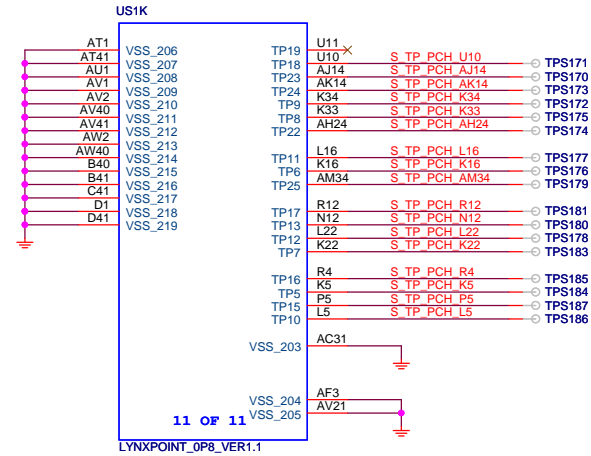 US1K
AT1 VSS_206 TP19 U11
AT41 VSS_207 TP18 U10 S_TP_PCH_U10 TPS171
AU1 VSS_208 TP23 AJ14 S_TP_PCH_AJ14 TPS170
AV1 VSS_209 TP24 AK14 S_TP_PCH_AK14 TPS173
AV2 VSS_210 TP9 K34 S_TP_PCH_K34 TPS172
AV40 VSS_211 TP8 K33 S_TP_PCH_K33 TPS175
AV41 VSS_212 TP22 AH24 S_TP_PCH_AH24 TPS174
AW2 VSS_213
AW40 VSS_214 TP11 L16 S_TP_PCH_L16 TPS177
B40 VSS_215 TP6 K16 S_TP_PCH_K16 TPS176
B41 VSS_216 TP25 AM34 S_TP_PCH_AM34 TPS179
C41 VSS_217
D1 VSS_218 TP17 R12 S_TP_PCH_R12 TPS181
D41 VSS_219 TP13 N12 S_TP_PCH_N12 TPS180
TP12 L22 S_TP_PCH_L22 TPS178
TP7 K22 S_TP_PCH_K22 TPS183
TP16 R4 S_TP_PCH_R4 TPS185
TP5 K5 S_TP_PCH_K5 TPS184
TP15 P5 S_TP_PCH_P5 TPS187
TP10 L5 S_TP_PCH_L5 TPS186
VSS_203 AC31
VSS_204 AF3
VSS_205 AV21
11 OF 11
LYNXPOINT_0P8_VER1.1